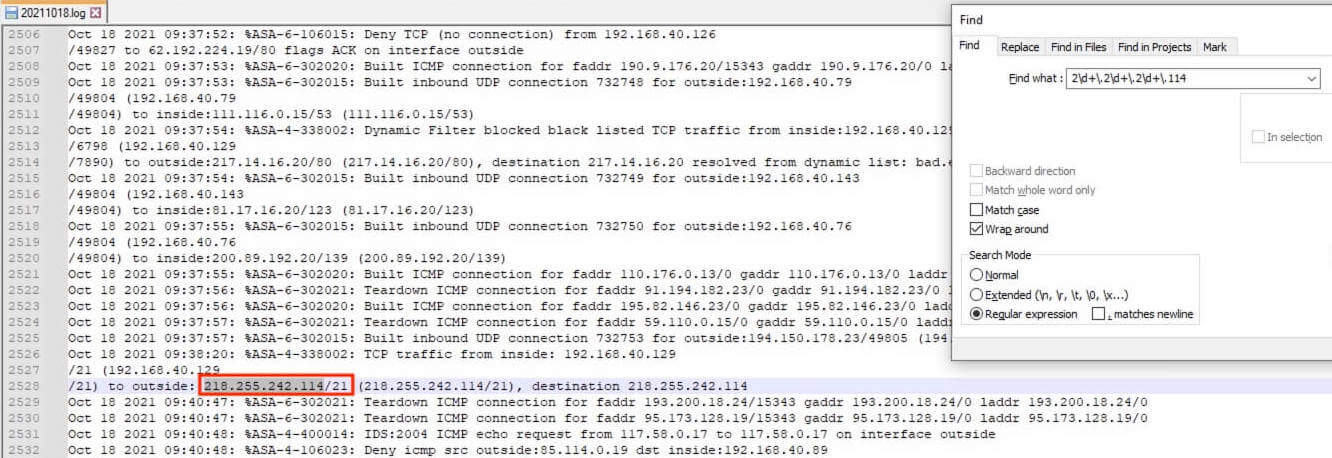 20211018.log
2506 Oct 18 2021 09:37:52: %ASA-6-106015: Deny TCP (no connection) from 192.168.40.126
2507 /49827 to 62.192.224.19/80 flags ACK on interface outside
2508 Oct 18 2021 09:37:53: %ASA-6-302020: Built ICMP connection for faddr 190.9.176.20/15343 gaddr 190.9.176.20/0 la
2509 Oct 18 2021 09:37:53: %ASA-6-302015: Built inbound UDP connection 732748 for outside:192.168.40.79
2510 /49804 (192.168.40.79
2511 /49804) to inside:111.116.0.15/53 (111.116.0.15/53)
2512 Oct 18 2021 09:37:54: %ASA-4-338002: Dynamic Filter blocked black listed TCP traffic from inside:192.168.40.129
2513 /6798 (192.168.40.129
2514 /7890) to outside:217.14.16.20/80 (217.14.16.20/80), destination 217.14.16.20 resolved from dynamic list: bad.e
2515 Oct 18 2021 09:37:54: %ASA-6-302015: Built inbound UDP connection 732749 for outside:192.168.40.143
2516 /49804 (192.168.40.143
2517 /49804) to inside:81.17.16.20/123 (81.17.16.20/123)
2518 Oct 18 2021 09:37:55: %ASA-6-302015: Built inbound UDP connection 732750 for outside:192.168.40.76
2519 /49804 (192.168.40.76
2520 /49804) to inside:200.89.192.20/139 (200.89.192.20/139)
2521 Oct 18 2021 09:37:55: %ASA-6-302020: Built ICMP connection for faddr 110.176.0.13/0 gaddr 110.176.0.13/0 laddr
2522 Oct 18 2021 09:37:56: %ASA-6-302021: Teardown ICMP connection for faddr 91.194.182.23/0 gaddr 91.194.182.23/0 l
2523 Oct 18 2021 09:37:56: %ASA-6-302020: Built ICMP connection for faddr 195.82.146.23/0 gaddr 195.82.146.23/0 lad
2524 Oct 18 2021 09:37:57: %ASA-6-302021: Teardown ICMP connection for faddr 59.110.0.15/0 gaddr 59.110.0.15/0 laddr
2525 Oct 18 2021 09:37:57: %ASA-6-302015: Built inbound UDP connection 732753 for outside:194.150.178.23/49805 (194
2526 Oct 18 2021 09:38:20: %ASA-4-338002: TCP traffic from inside: 192.168.40.129
2527 /21 (192.168.40.129
2528 /21) to outside: 218.255.242.114/21 (218.255.242.114/21), destination 218.255.242.114
2529 Oct 18 2021 09:40:47: %ASA-6-302021: Teardown ICMP connection for faddr 193.200.18.24/15343 gaddr 193.200.18.24/0 laddr 193.200.18.24/0
2530 Oct 18 2021 09:40:48: %ASA-6-302021: Teardown ICMP connection for faddr 95.173.128.19/15343 gaddr 95.173.128.19/0 laddr 95.173.128.19/0
2531 Oct 18 2021 09:40:48: %ASA-4-400014: IDS:2004 ICMP echo request from 117.58.0.17 to 117.58.0.17 on interface outside
2532 Oct 18 2021 09:40:48: %ASA-4-106023: Deny icmp src outside:85.114.0.19 dst inside:192.168.40.89
Find
Find Replace Find in Files Find in Projects Mark
Find what : 2\d+\.2\d+\.2\d+\.114
In selection
Backward direction
Match whole word only
Match case
Wrap around
Search Mode
Normal
Extended (\n, \r, \t, \0, \x...)
Regular expression . matches newline